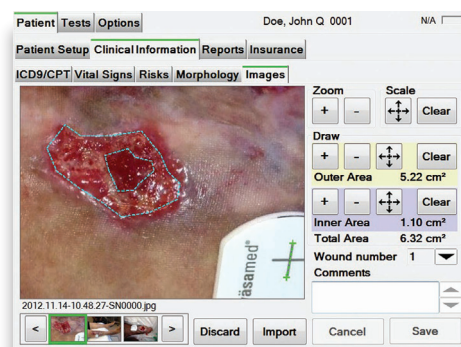 Patient Tests Options Doe, John Q 0001 N/A
Patient Setup Clinical Information Reports Insurance
ICD9/CPT Vital Signs Risks Morphology Images
Zoom Scale
+ - Clear
Draw
+ - Clear
Outer Area 5.22 cm²
+ - Clear
Inner Area 1.10 cm²
Total Area 6.32 cm²
Wound number 1
Comments
väsamed®
2012.11.14-10.48.27-SN0000.jpg
< > Discard Import Cancel Save